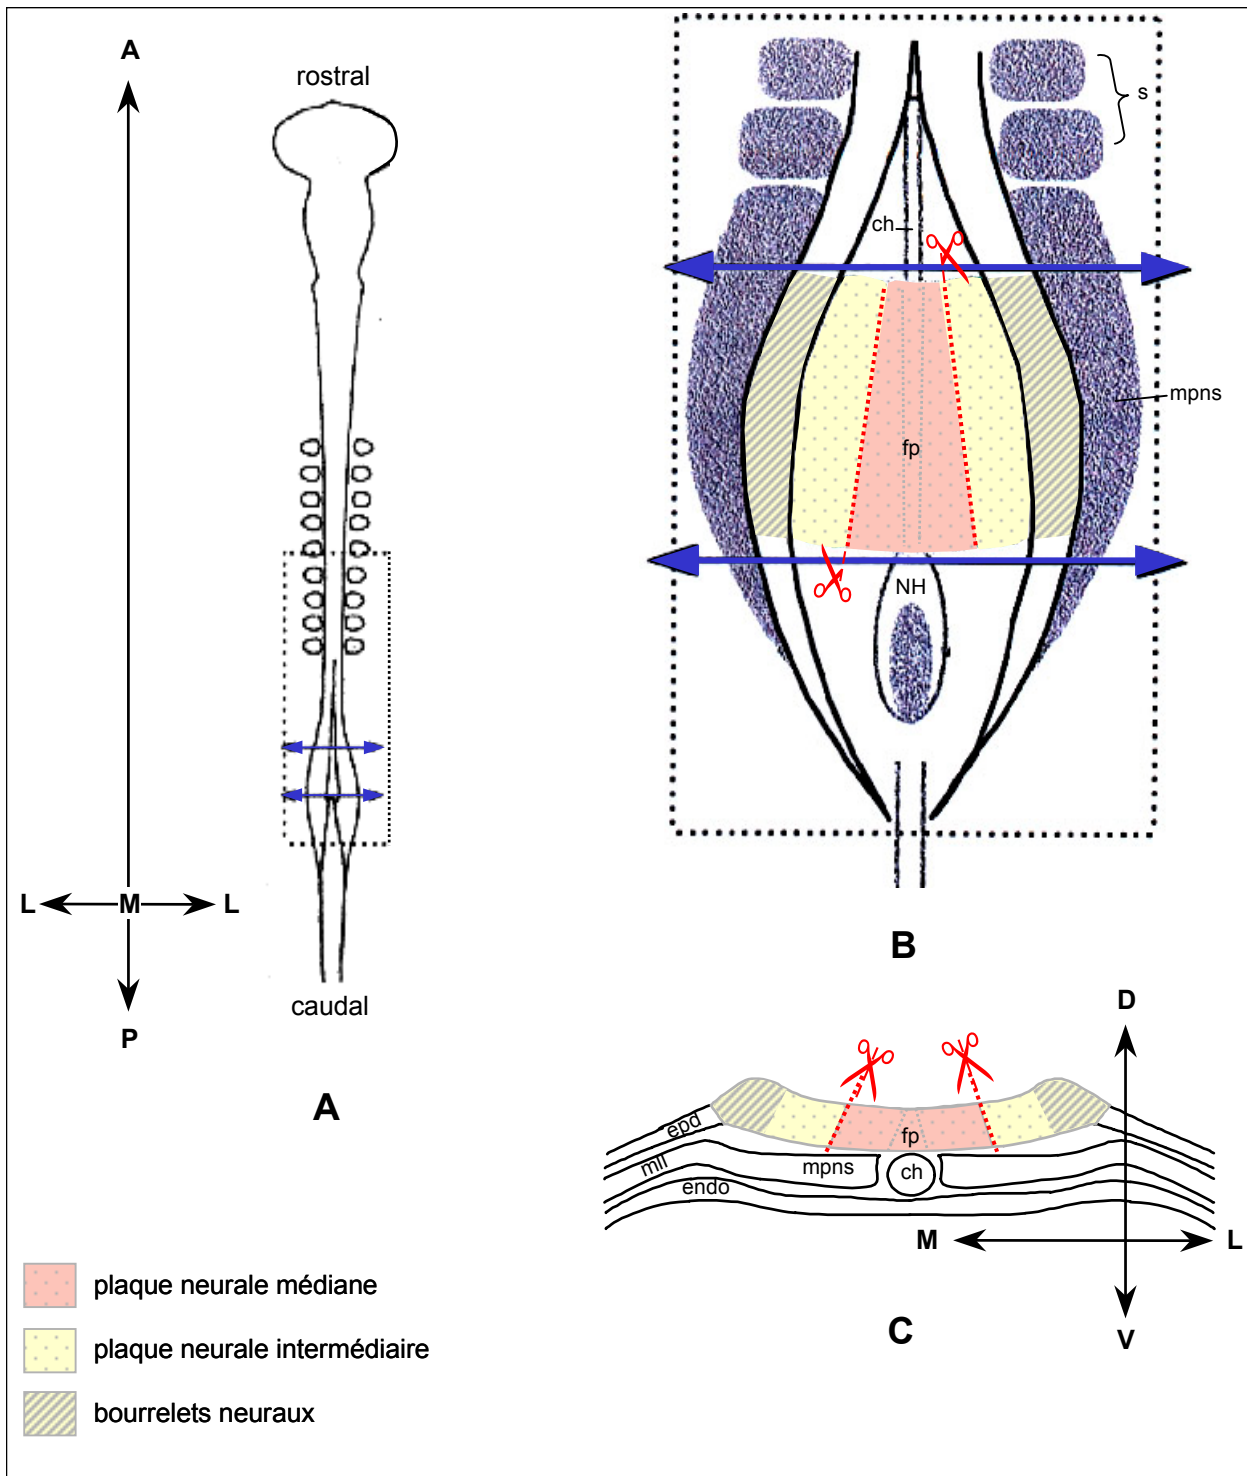 A
rostral
L
M
L
P
caudal
A
s
ch
mpns
fp
NH
B
D
epd
fp
mll
mpns
ch
endo
M
L
V
C
plaque neurale médiane
plaque neurale intermédiaire
bourrelets neuraux